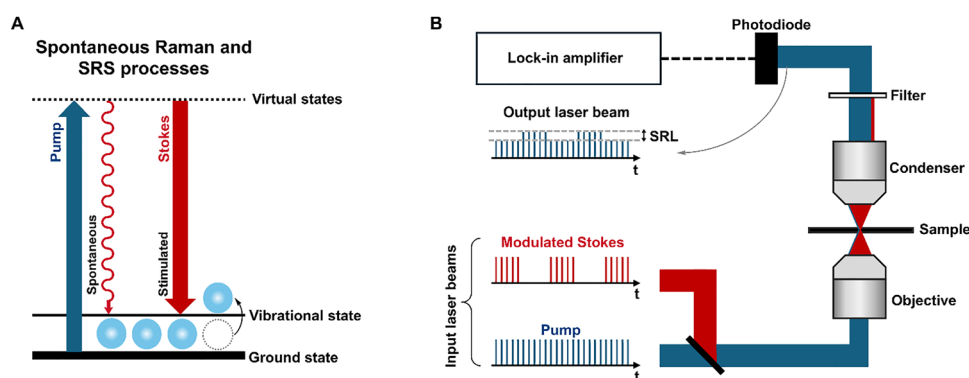 A
Spontaneous Raman and
SRS processes
Virtual states
Pump
Spontaneous
Stokes
Stimulated
Vibrational state
Ground state
B
Photodiode
Lock-in amplifier
Filter
Output laser beam
SRL
t
Condenser
Sample
Input laser beams
Modulated Stokes
t
Objective
Pump
t